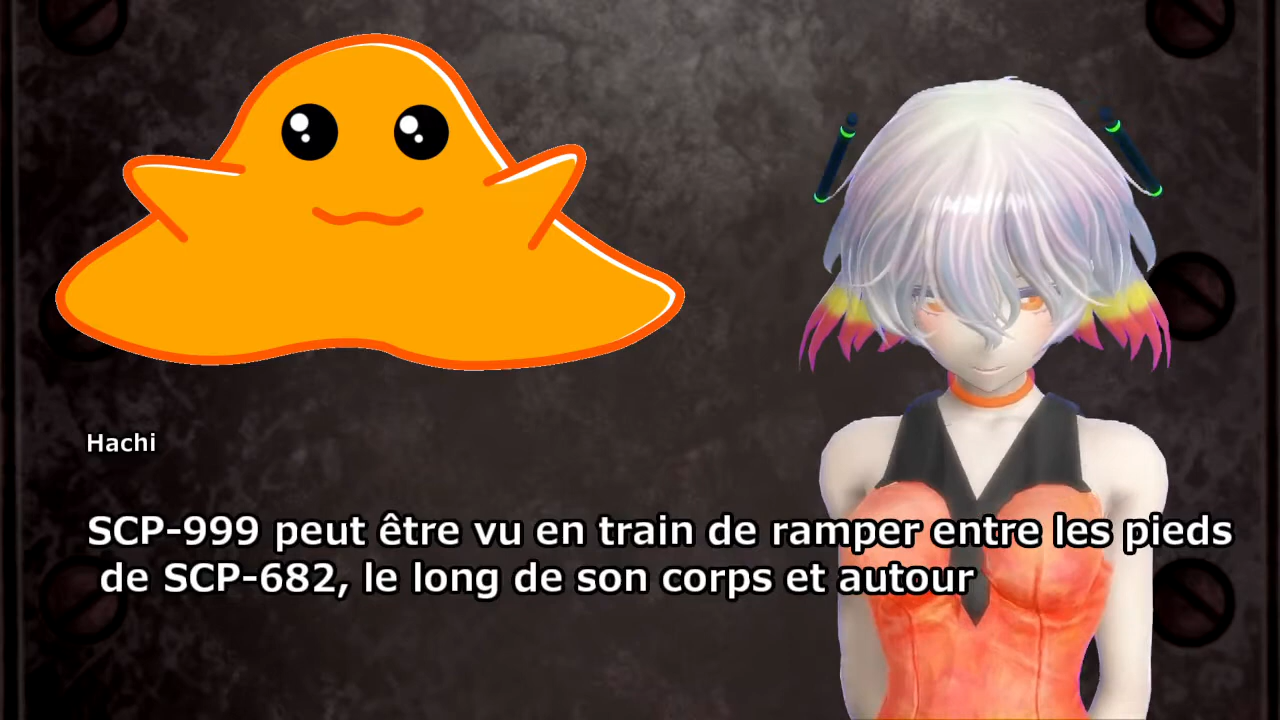 Hachi
SCP-999 peut être vu en train de ramper entre les pieds
de SCP-682, le long de son corps et autour